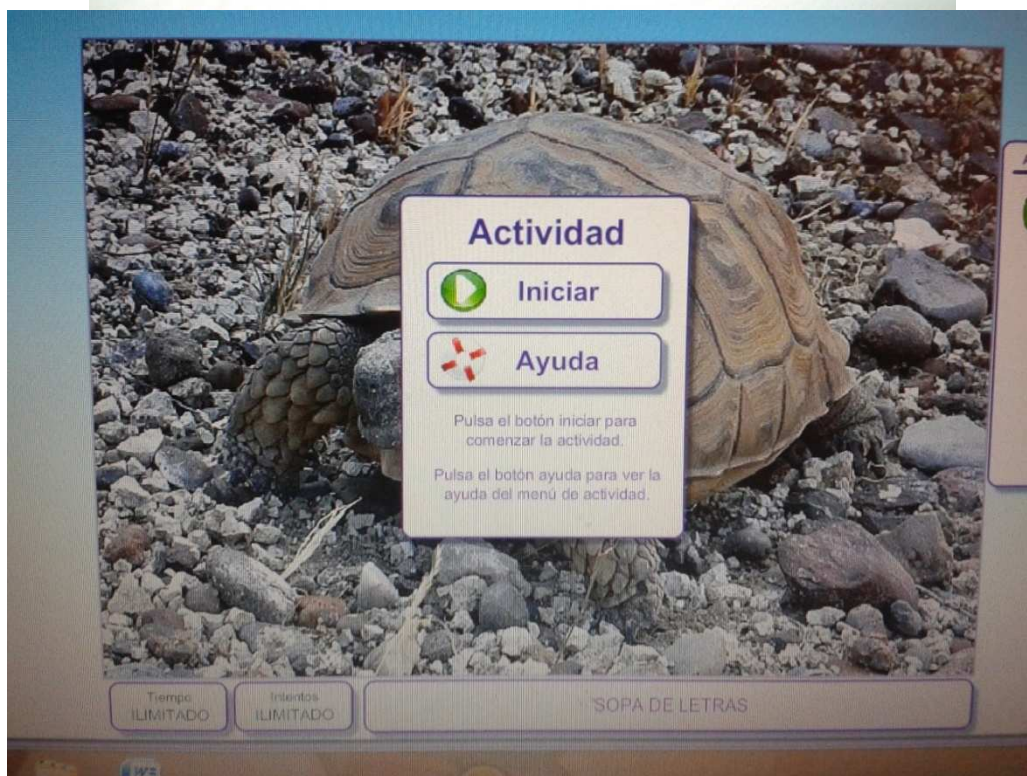 Actividad
Iniciar
Ayuda
Pulsa el botón iniciar para
comenzar la actividad.
Pulsa el botón ayuda para ver la
ayuda del menú de actividad.
Tiempo
ILIMITADO
Intentos
ILIMITADO
SOPA DE LETRAS